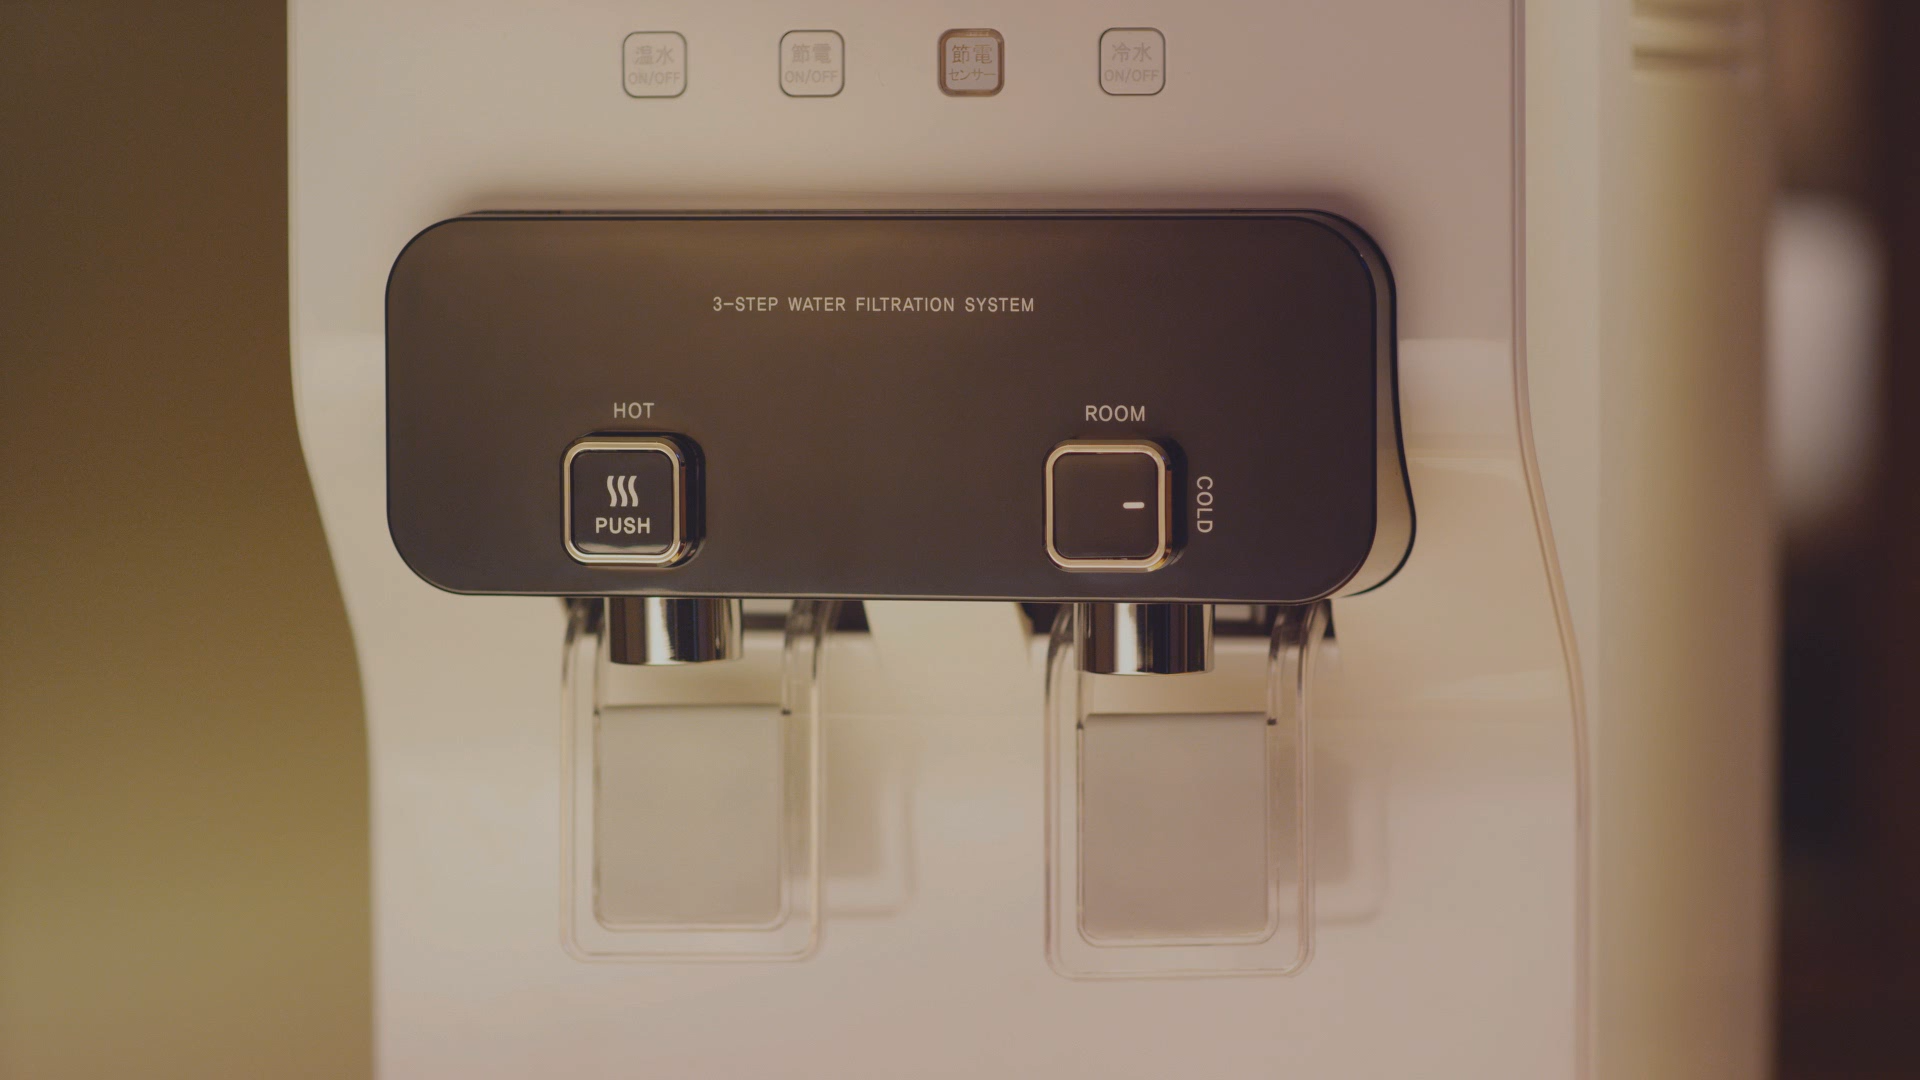 温水
ON/OFF
節電
ON/OFF
節電
センサー
冷水
ON/OFF
3-STEP WATER FILTRATION SYSTEM
HOT
PUSH
ROOM
COLD